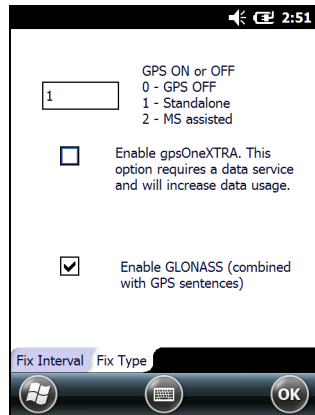 2:51
GPS ON or OFF
0 - GPS OFF
1
1 - Standalone
2 - MS assisted
Enable gpsOneXTRA. This
option requires a data service
and will increase data usage.
Enable GLONASS (combined
with GPS sentences)
Fix Interval Fix Type
OK